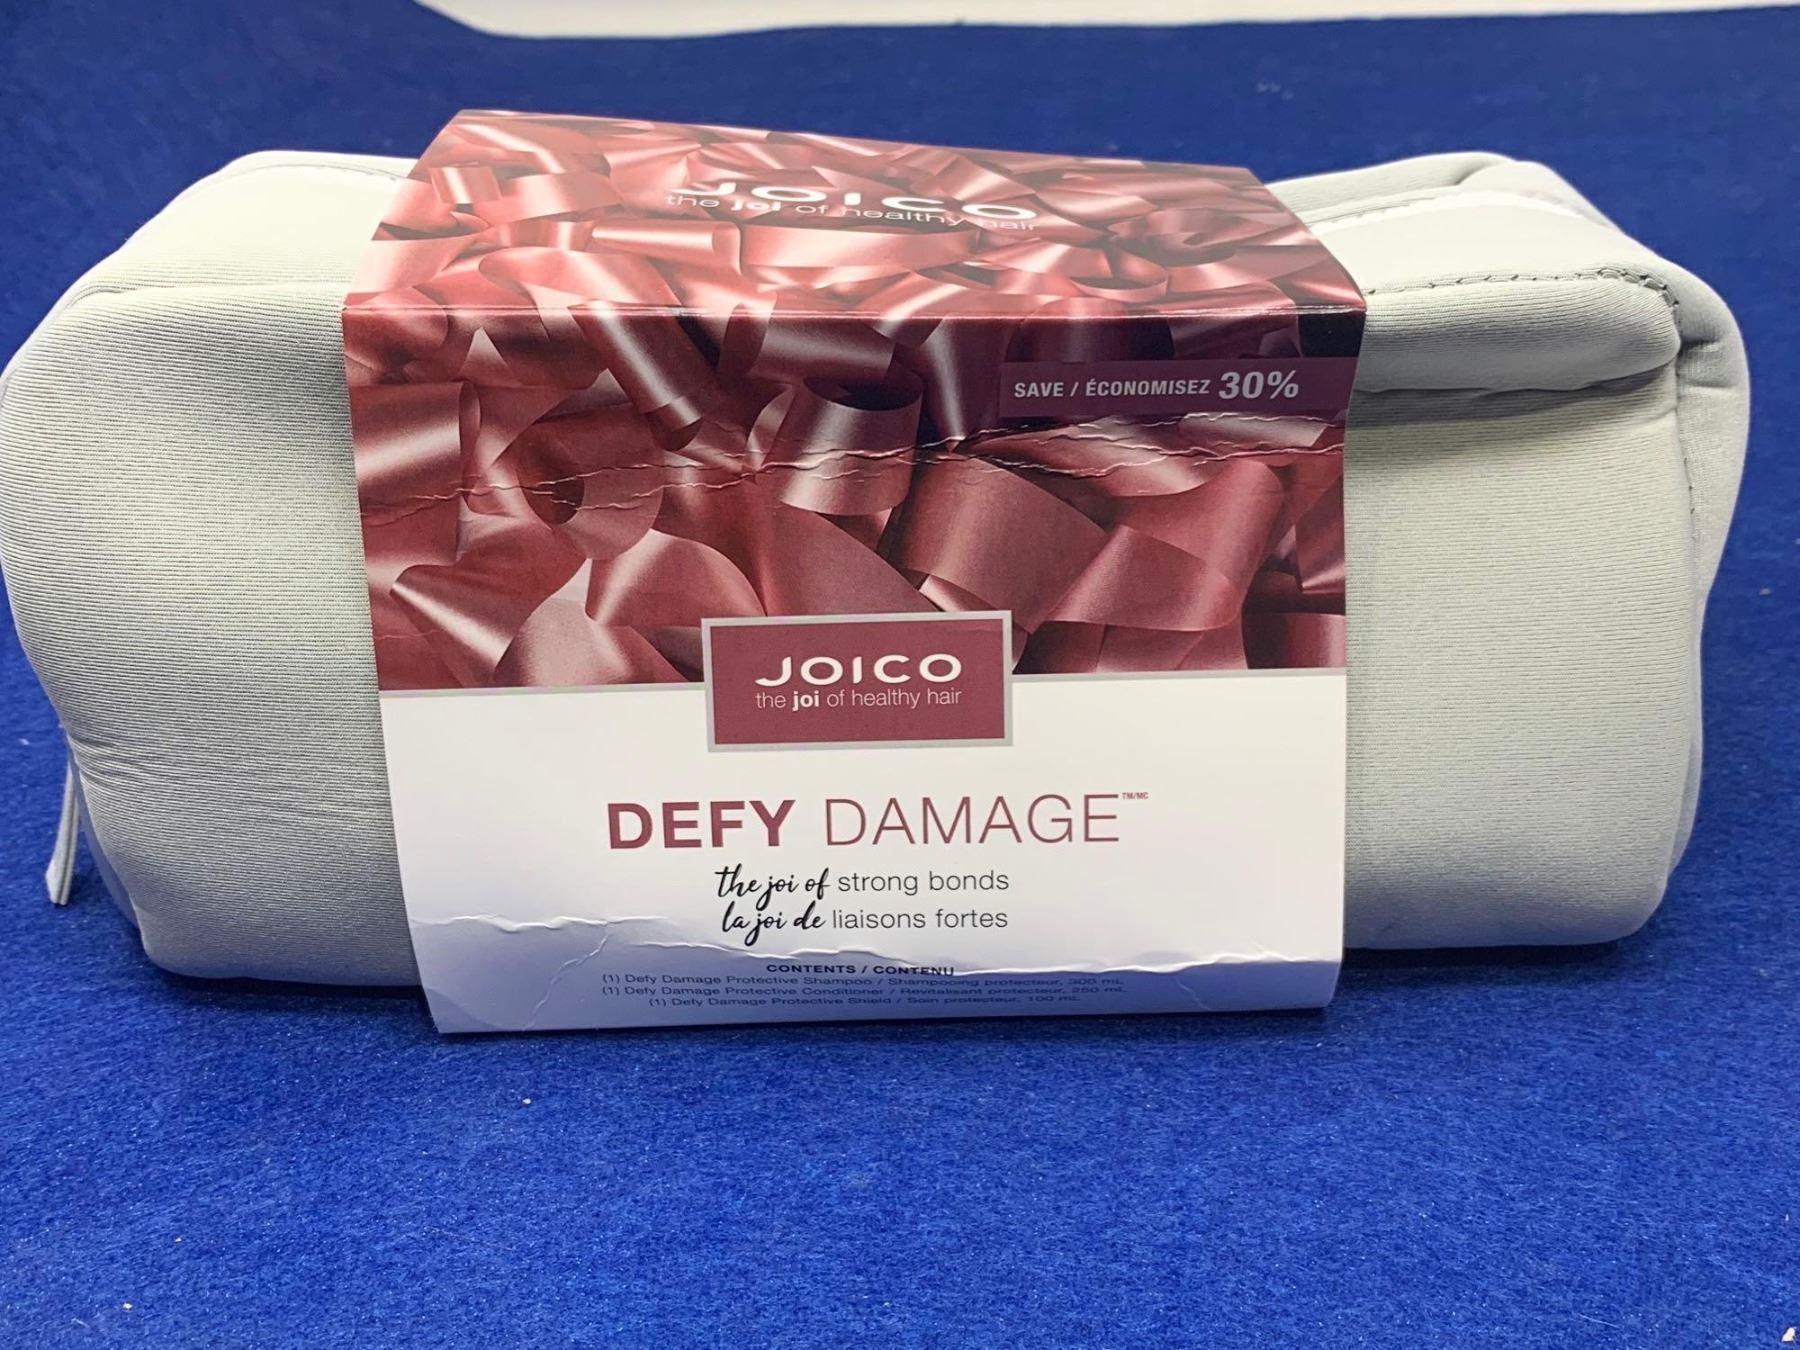 JOICO
the joi of healthy hair
SAVE / ÉCONOMISEZ 30%
JOICO
the joi of healthy hair
DEFY DAMAGE™/MC
the joi of strong bonds
la joi de liaisons fortes
CONTENTS / CONTENU
(1) Defy Damage Protective Shampoo / Shampooing protecteur, 300 mL
(1) Defy Damage Protective Conditioner / Revitalisant protecteur, 250 mL
(1) Defy Damage Protective Shield / Soin protecteur, 100 mL